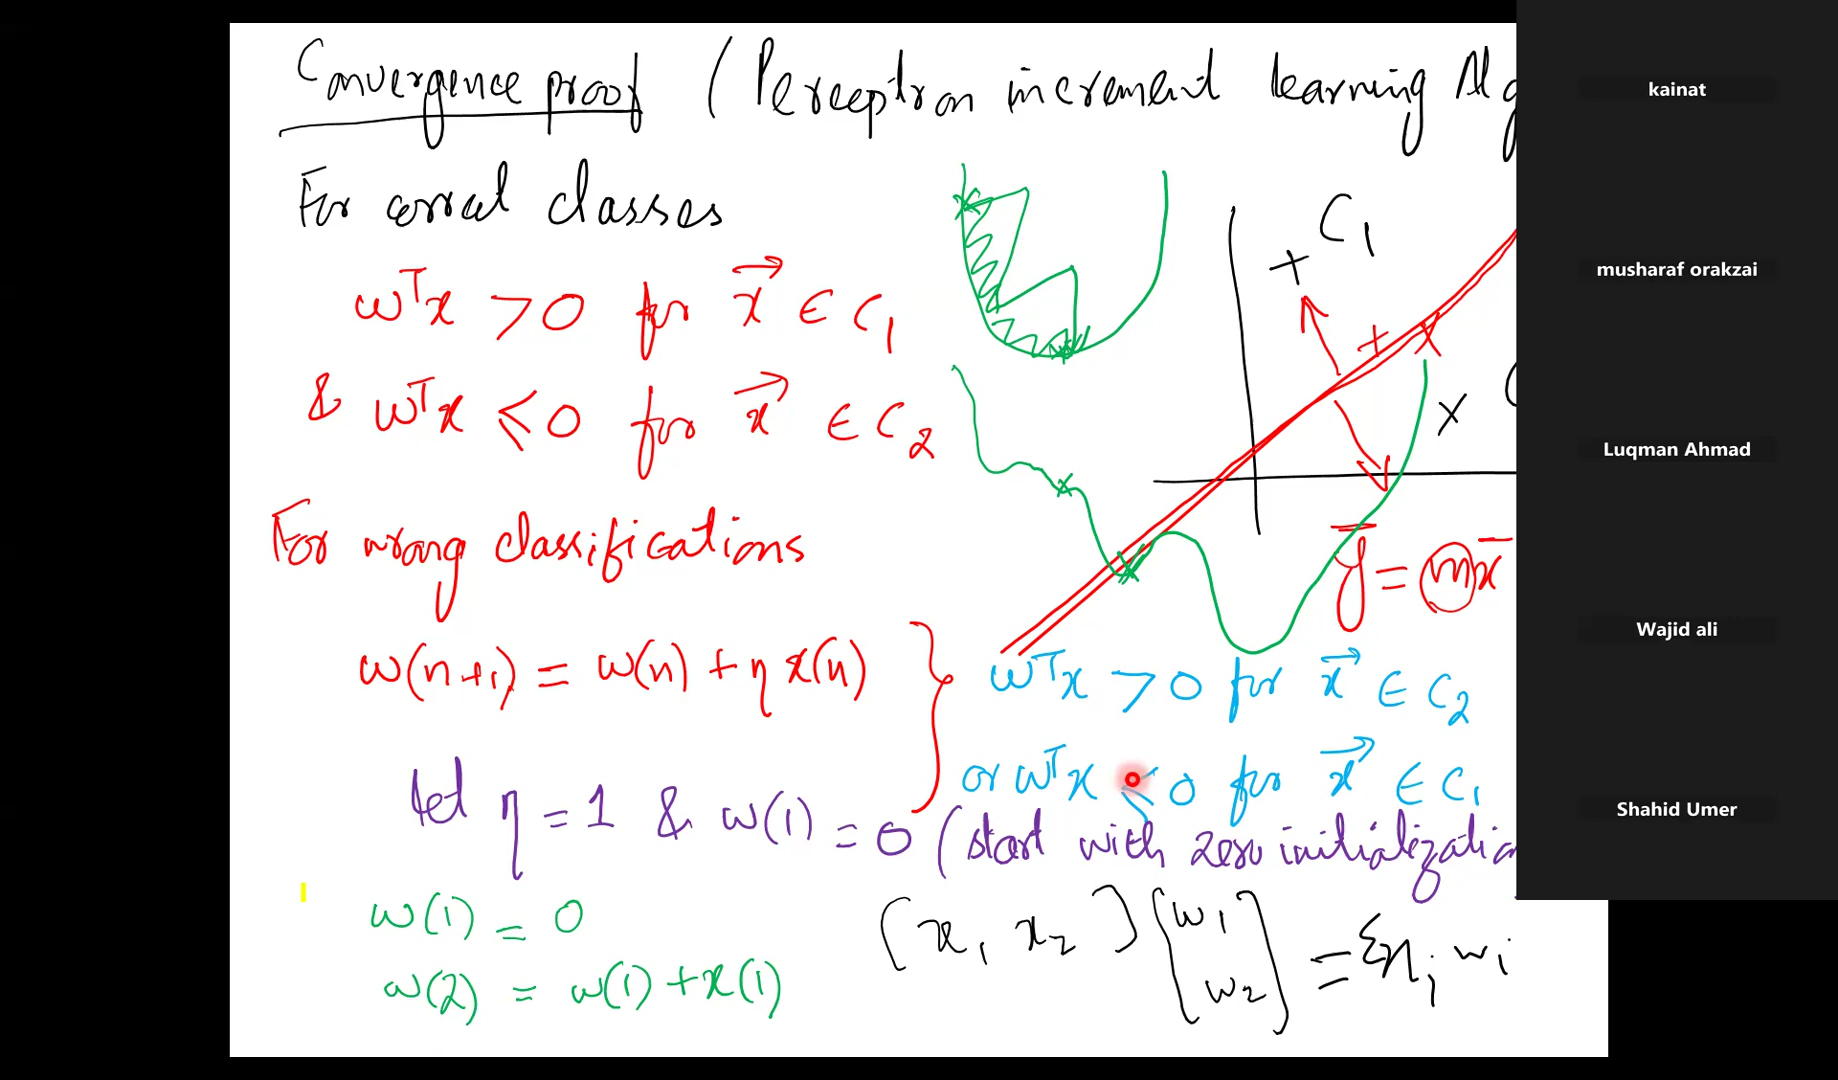 Convergence proof (Perceptron increment learning Alg
For correct classes
wᵀx > 0 for x⃗ ∈ C₁
& wᵀx ≤ 0 for x⃗ ∈ C₂
For wrong classifications
w(n+1) = w(n) + η x(n)
wᵀx > 0 for x⃗ ∈ C₂
or wᵀx ≤ 0 for x⃗ ∈ C₁
let η = 1 & w(1) = 0 (start with zero initializatio
w(1) = 0
w(2) = w(1) + x(1)
[x₁ x₂] [w₁ w₂] = Σxᵢ wᵢ
C₁
+
+
x
x
y = mx
kainat
musharaf orakzai
Luqman Ahmad
Wajid ali
Shahid Umer